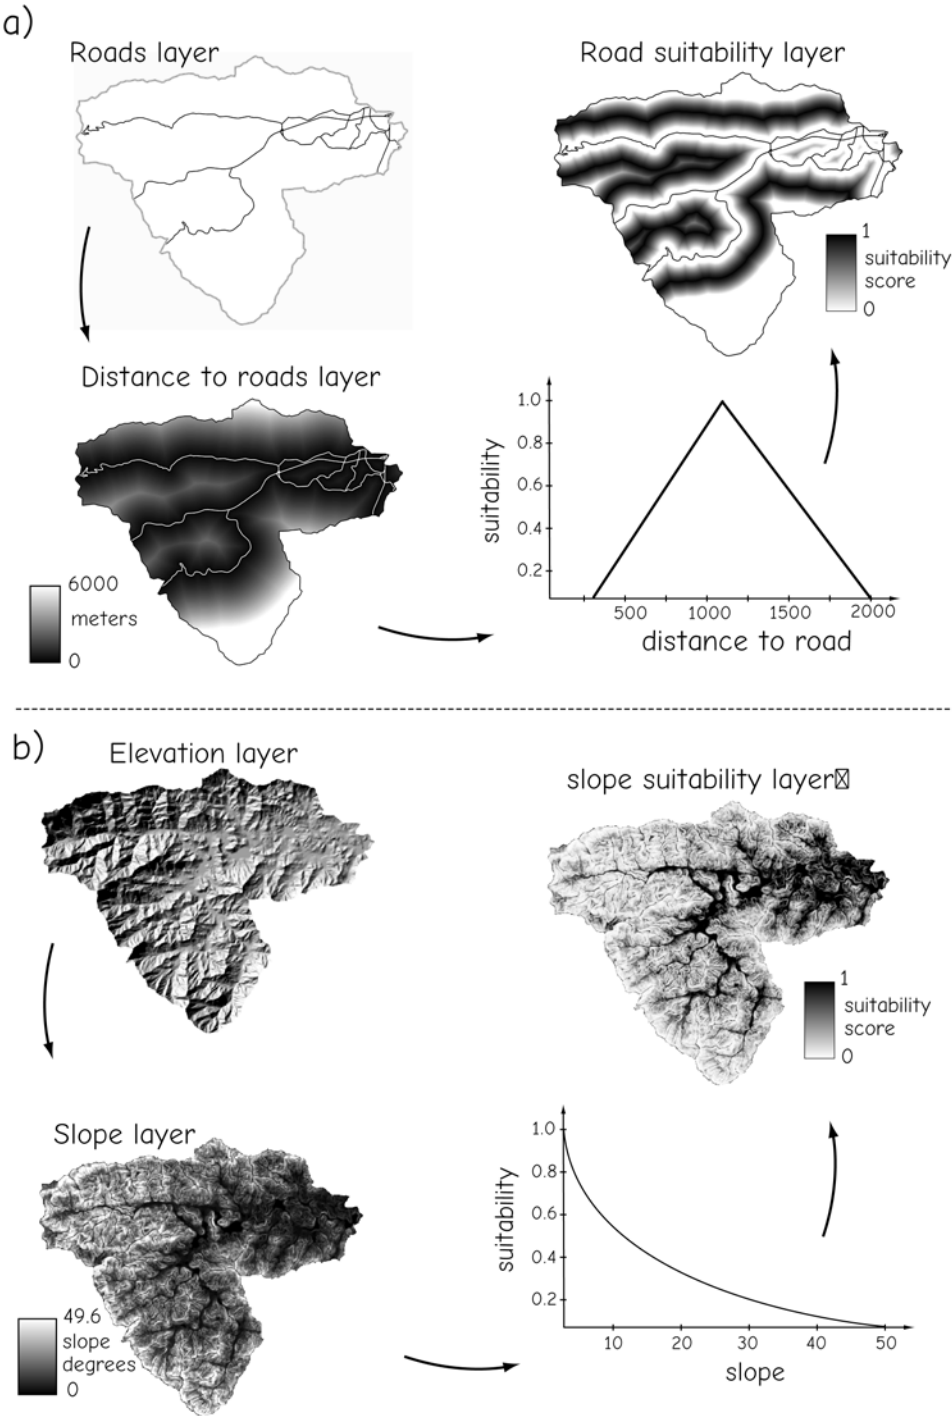 a)
Roads layer
Road suitability layer
1
suitability
score
0
Distance to roads layer
6000
meters
0
suitability
1.0
0.8
0.6
0.4
0.2
500 1000 1500 2000
distance to road
b)
Elevation layer
slope suitability layer
1
suitability
score
0
Slope layer
49.6
slope
degrees
0
suitability
1.0
0.8
0.6
0.4
0.2
10 20 30 40 50
slope